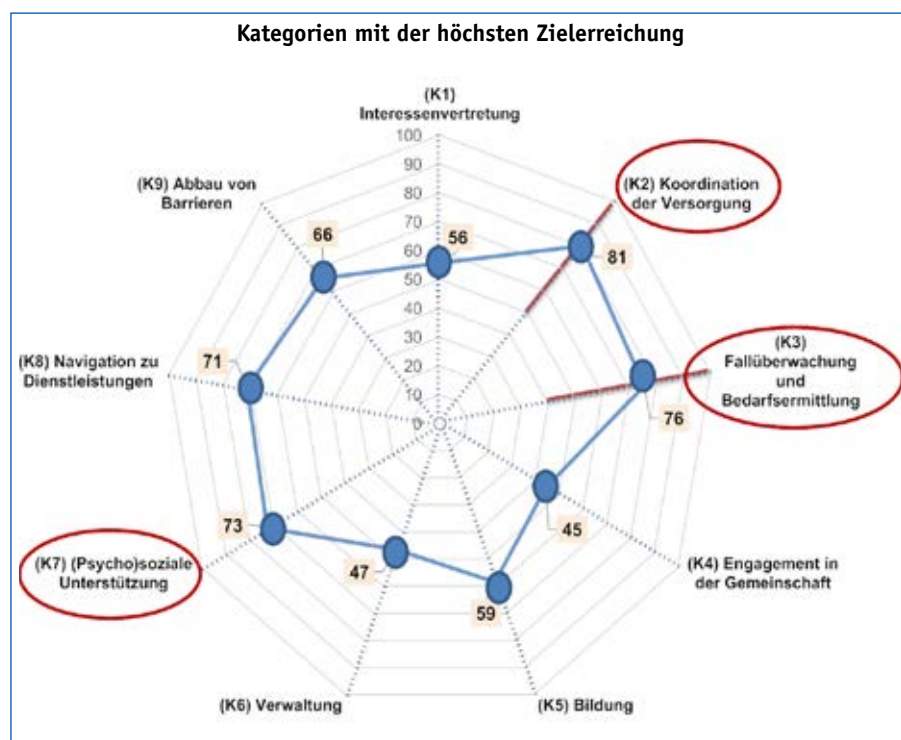 Kategorien mit der höchsten Zielerreichung
(K1)
Interessenvertretung
100
90
80
70
60
50
40
30
20
10
0
(K2) Koordination
der Versorgung
81
(K3)
Fallüberwachung
und
Bedarfsermittlung
76
(K4) Engagement in
der Gemeinschaft
45
(K5) Bildung
59
(K6) Verwaltung
47
(K7) (Psycho)soziale
Unterstützung
73
(K8) Navigation zu
Dienstleistungen
71
(K9) Abbau von
Barrieren
66
56